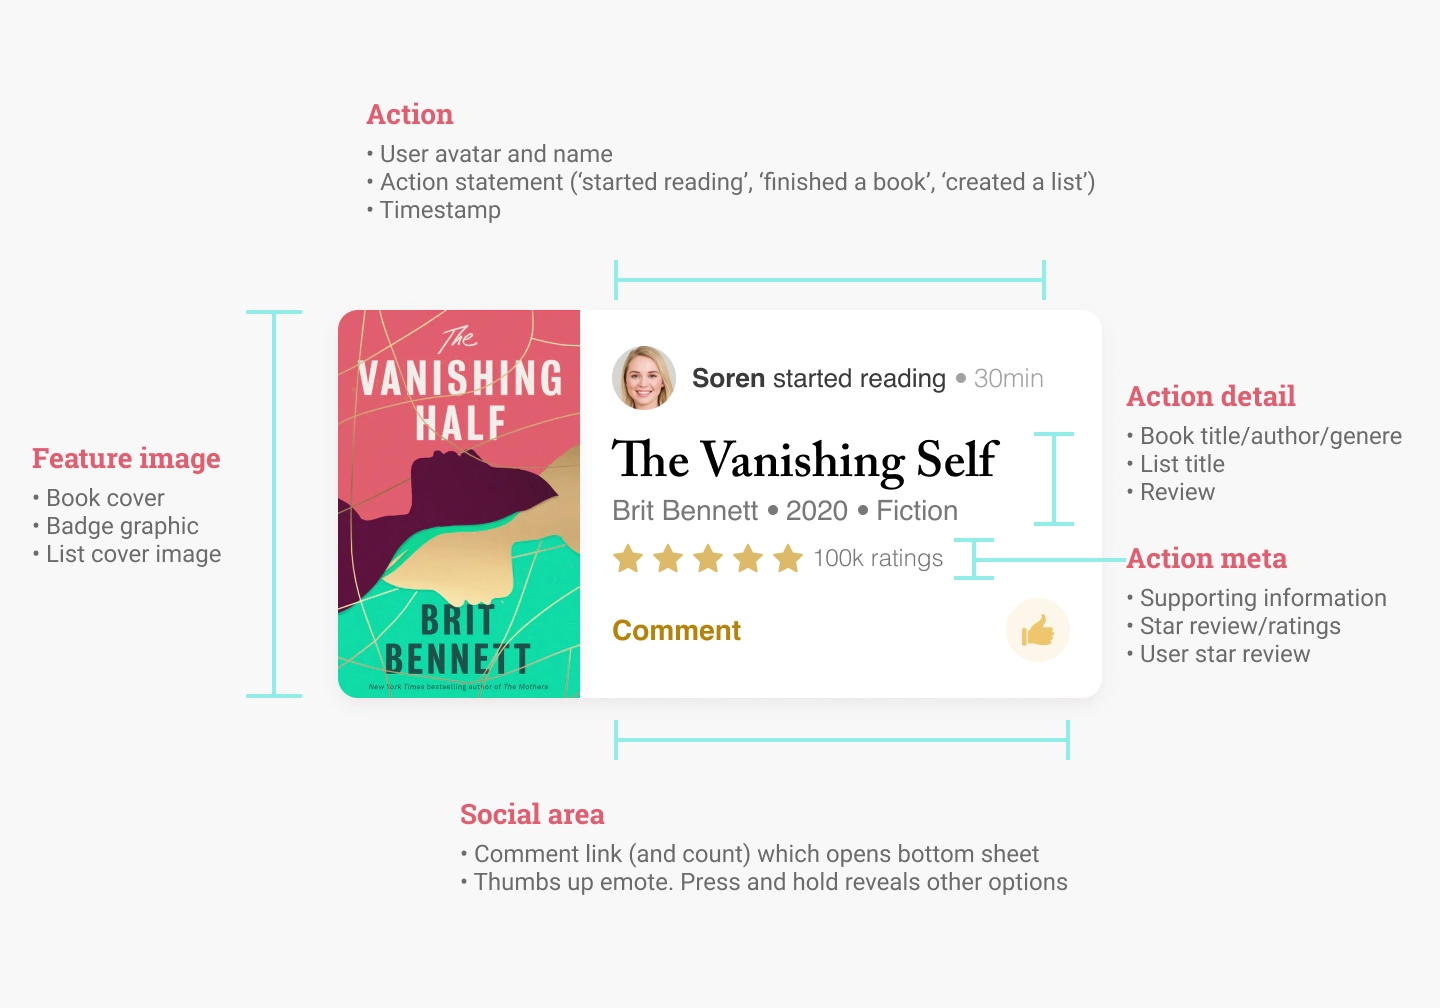 Action
• User avatar and name
• Action statement (‘started reading’, ‘finished a book’, ‘created a list’)
• Timestamp
The
VANISHING
HALF
BRIT
BENNETT
New York Times bestselling author of The Mothers
Soren started reading • 30min
The Vanishing Self
Brit Bennett • 2020 • Fiction
100k ratings
Comment
Feature image
• Book cover
• Badge graphic
• List cover image
Action detail
• Book title/author/genere
• List title
• Review
Action meta
• Supporting information
• Star review/ratings
• User star review
Social area
• Comment link (and count) which opens bottom sheet
• Thumbs up emote. Press and hold reveals other options